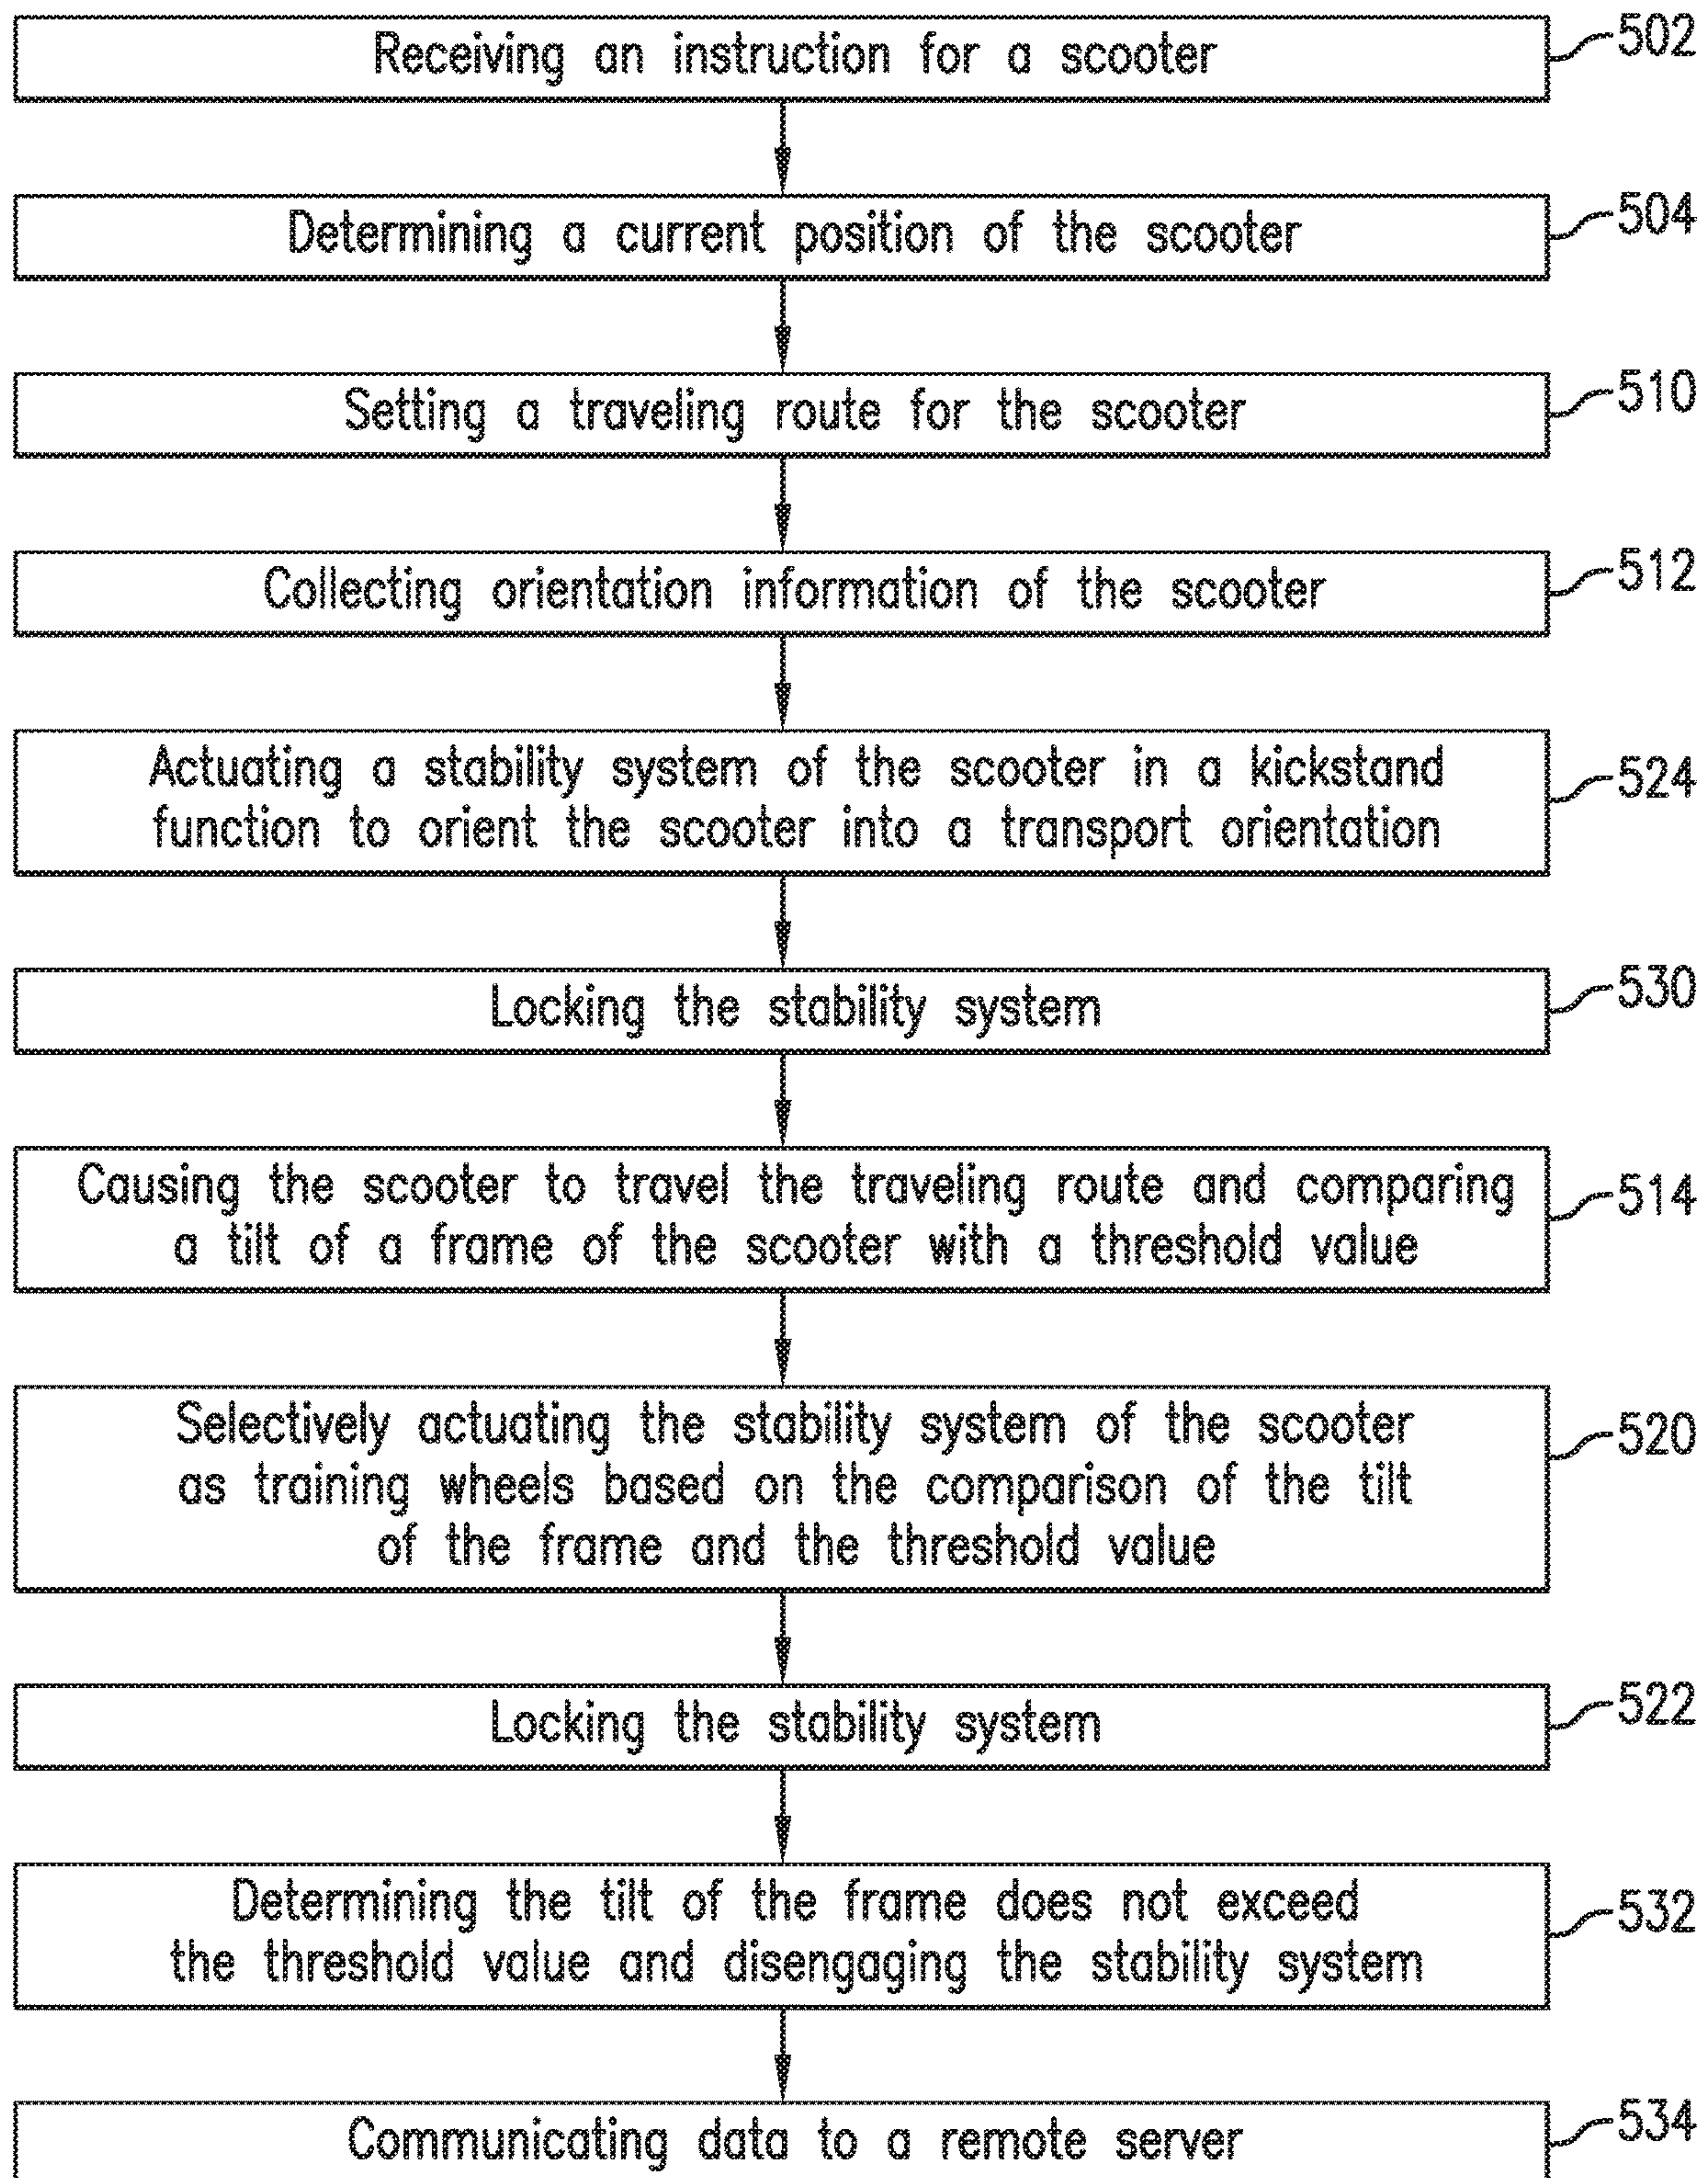 Receiving an instruction for a scooter
502
Determining a current position of the scooter
504
Setting a traveling route for the scooter
510
Collecting orientation information of the scooter
512
Actuating a stability system of the scooter in a kickstand
function to orient the scooter into a transport orientation
524
Locking the stability system
530
Causing the scooter to travel the traveling route and comparing
a tilt of a frame of the scooter with a threshold value
514
Selectively actuating the stability system of the scooter
as training wheels based on the comparison of the tilt
of the frame and the threshold value
520
Locking the stability system
522
Determining the tilt of the frame does not exceed
the threshold value and disengaging the stability system
532
Communicating data to a remote server
534